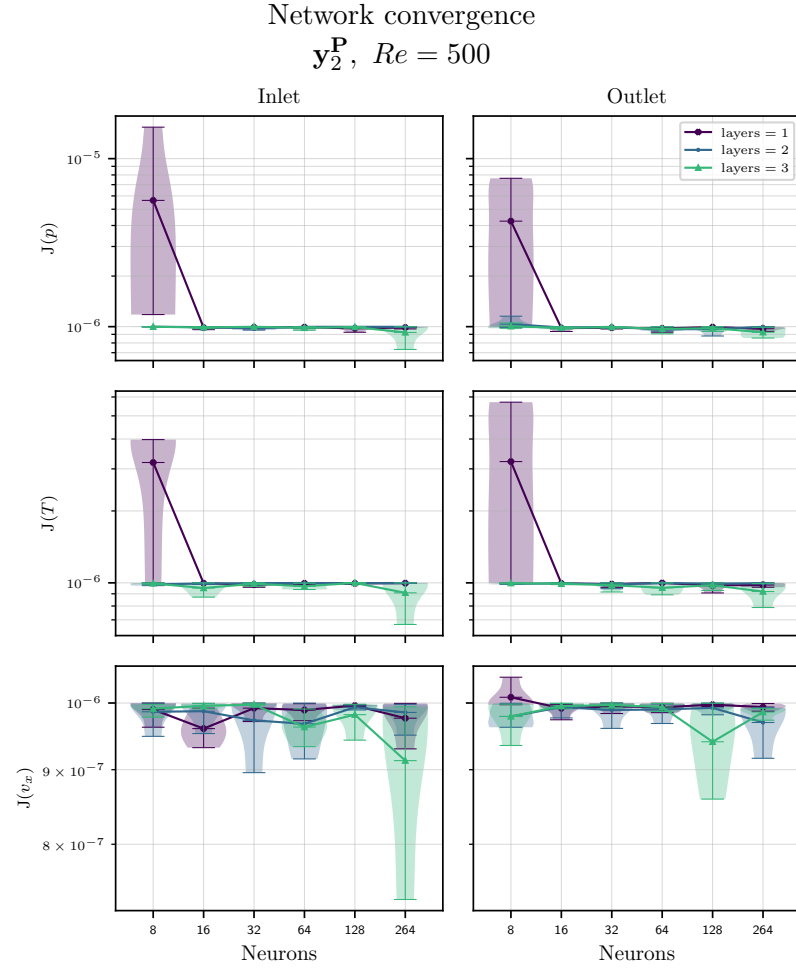 Network convergence
y₂ᴾ, Re = 500
Inlet
Outlet
layers = 1
layers = 2
layers = 3
10⁻⁵
10⁻⁶
J(p)
10⁻⁶
J(T)
10⁻⁶
9 × 10⁻⁷
8 × 10⁻⁷
J(vₓ)
8 16 32 64 128 264
8 16 32 64 128 264
Neurons
Neurons